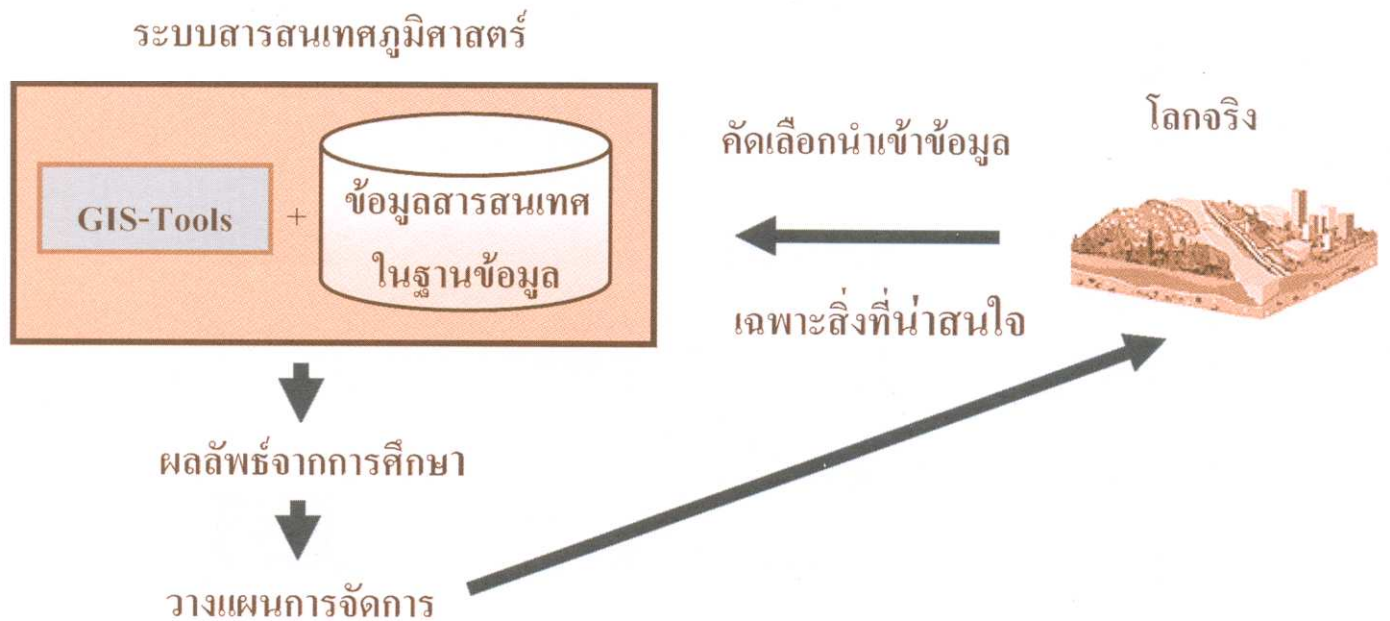 ระบบสารสนเทศภูมิศาสตร์
โลกจริง
คัดเลือกนำเข้าข้อมูล
GIS-Tools
+
ข้อมูลสารสนเทศ
ในฐานข้อมูล
เฉพาะสิ่งที่น่าสนใจ
ผลลัพธ์จากการศึกษา
วางแผนการจัดการ